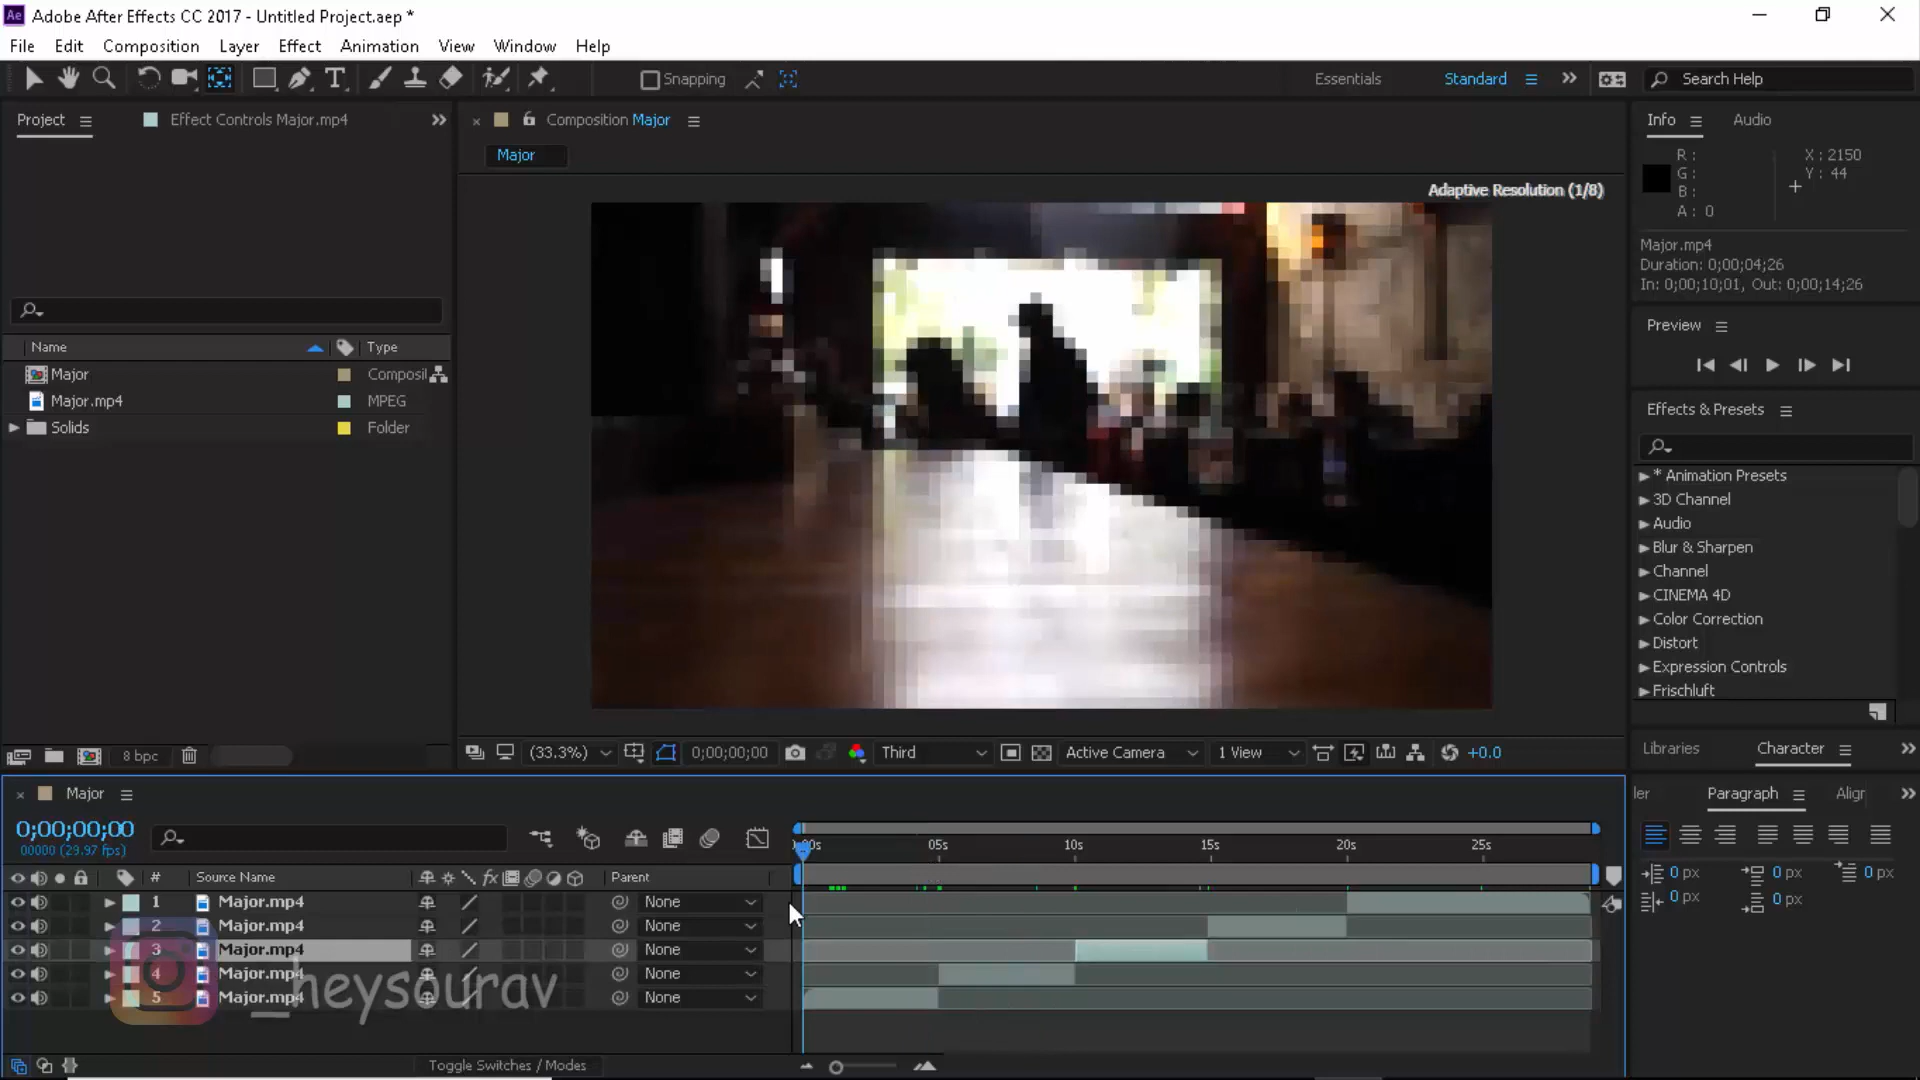 Adobe After Effects CC 2017 - Untitled Project.aep *
File Edit Composition Layer Effect Animation View Window Help
Snapping Essentials Standard Search Help
Project Effect Controls Major.mp4 Composition Major Info Audio
Major
R :
G :
B :
A : 0
X : 2150
Y : 44
Adaptive Resolution (1/8)
Major.mp4
Duration: 0;00;04;26
In: 0;00;10;01, Out: 0;00;14;26
Preview
Name Type
Major Composit
Major.mp4 MPEG
Solids Folder
Effects & Presets
* Animation Presets
3D Channel
Audio
Blur & Sharpen
Channel
CINEMA 4D
Color Correction
Distort
Expression Controls
Frischluft
8 bpc (33.3%) 0;00;00;00 Third Active Camera 1 View +0.0
Libraries Character
Major
ler Paragraph Aligr
0;00;00;00
00000 (29.97 fps)
05s 10s 15s 20s 25s
0 px 0 px 0 px
0 px 0 px
# Source Name fx Parent
1 Major.mp4 None
2 Major.mp4 None
3 Major.mp4 None
4 Major.mp4 None
5 Major.mp4 None
_heysourav
Toggle Switches / Modes